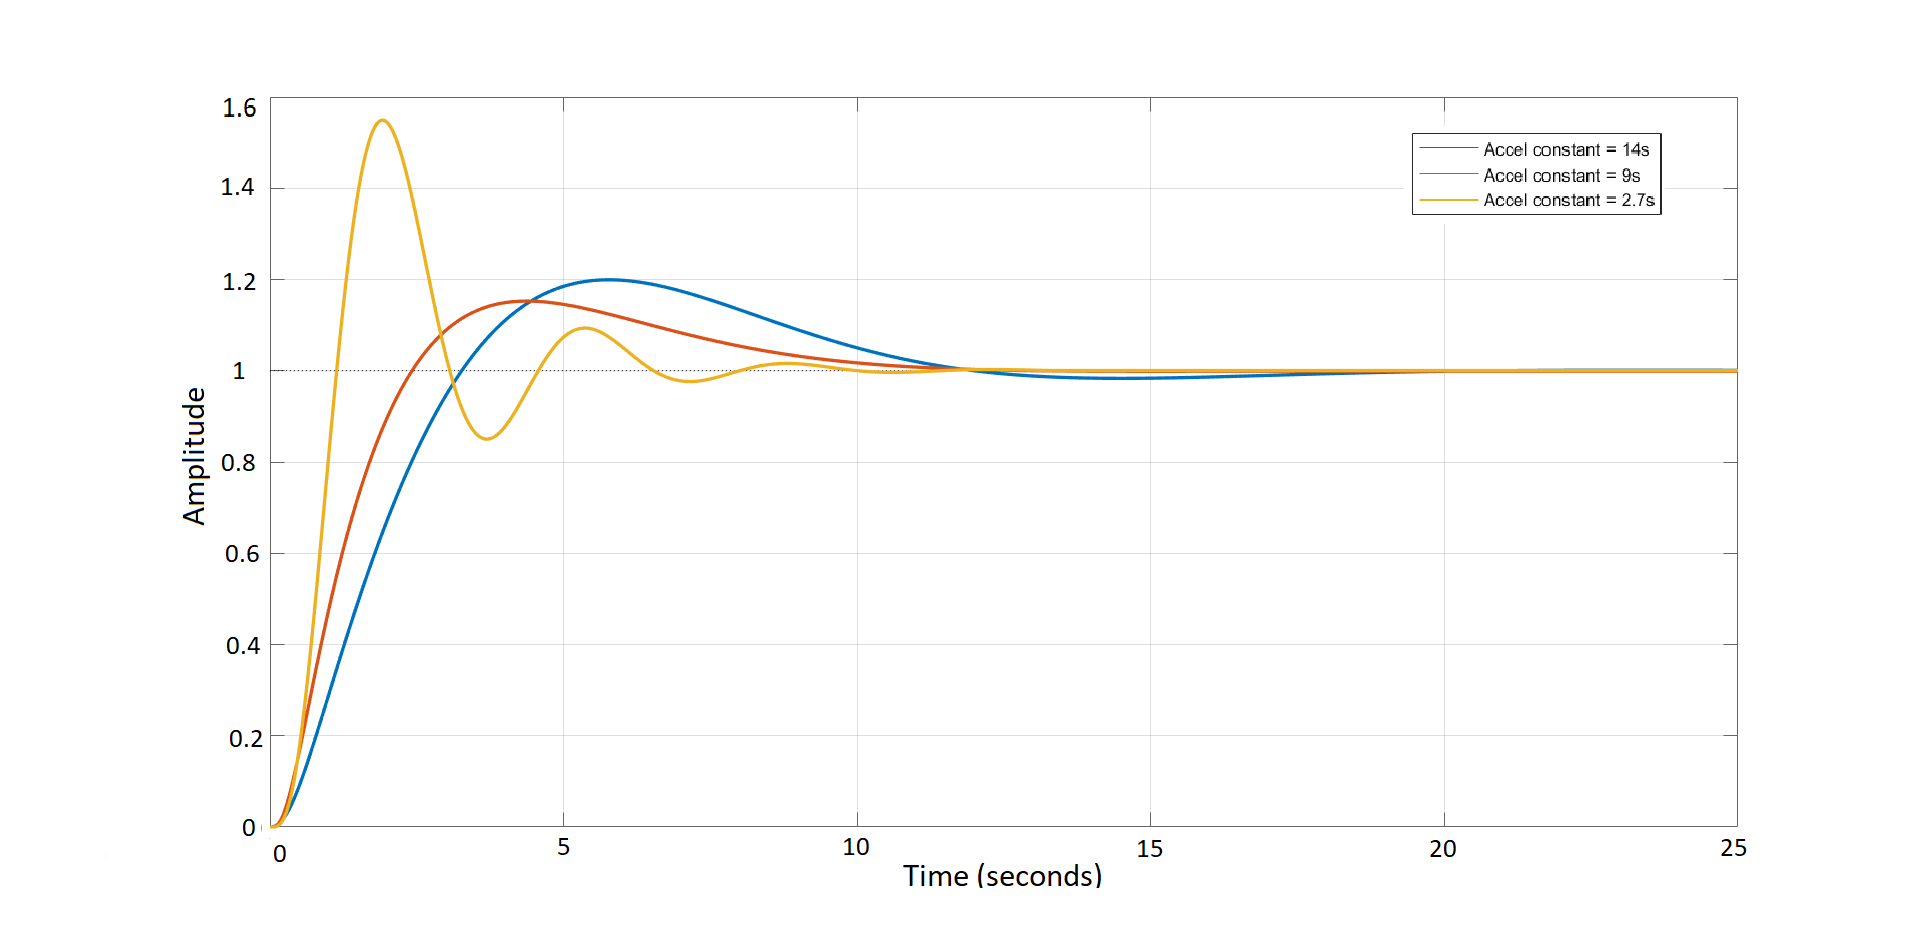 1.6
1.4
1.2
1
0.8
0.6
0.4
0.2
0
Amplitude
Accel constant = 14s
Accel constant = 9s
Accel constant = 2.7s
0 5 10 15 20 25
Time (seconds)